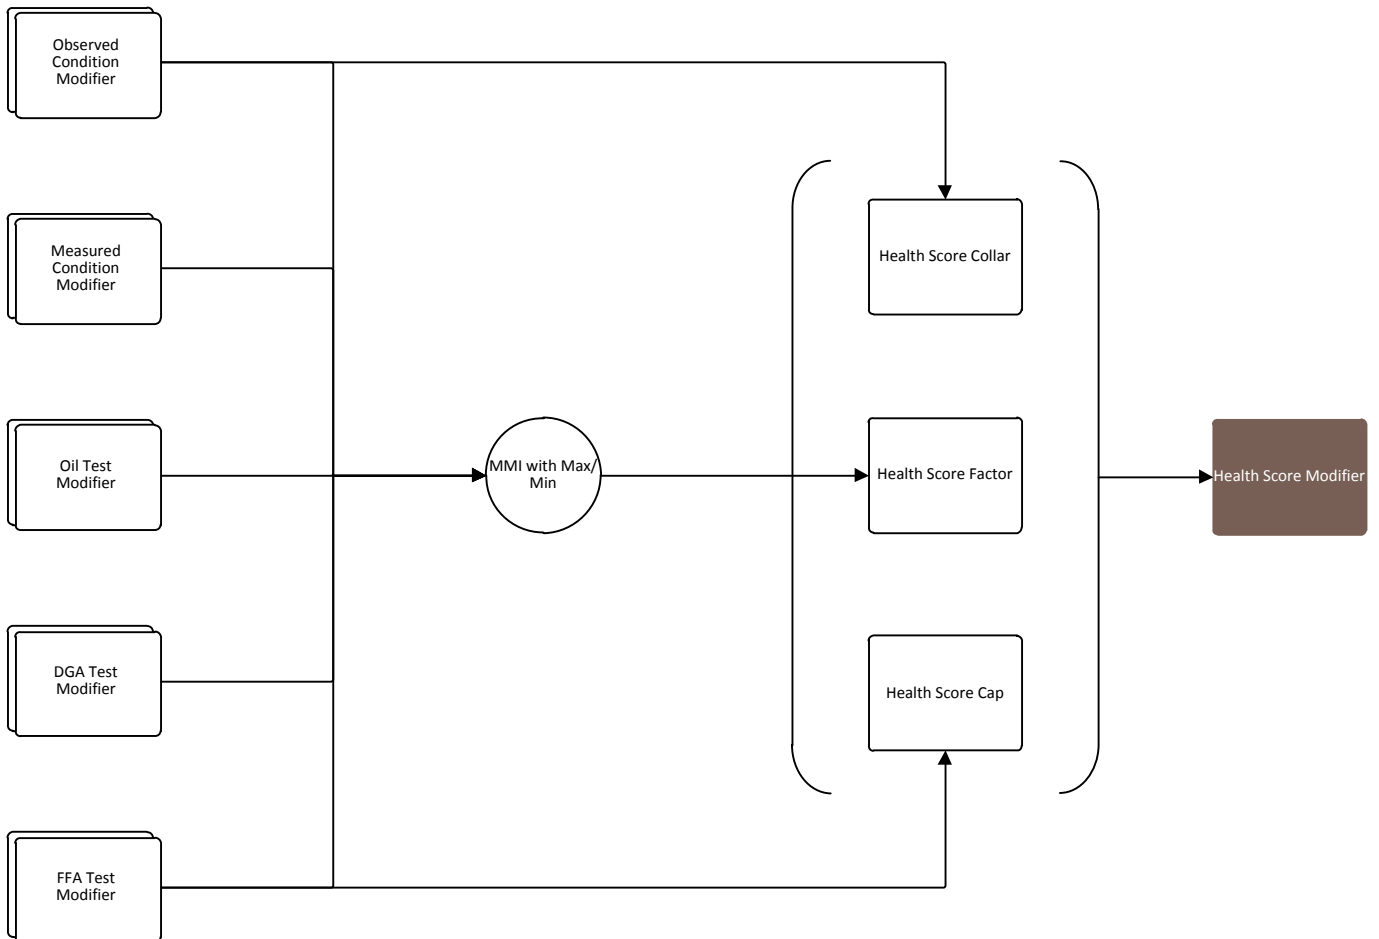 Observed
Condition
Modifier
Measured
Condition
Modifier
Oil Test
Modifier
DGA Test
Modifier
FFA Test
Modifier
MMI with Max/
Min
Health Score Collar
Health Score Factor
Health Score Cap
Health Score Modifier